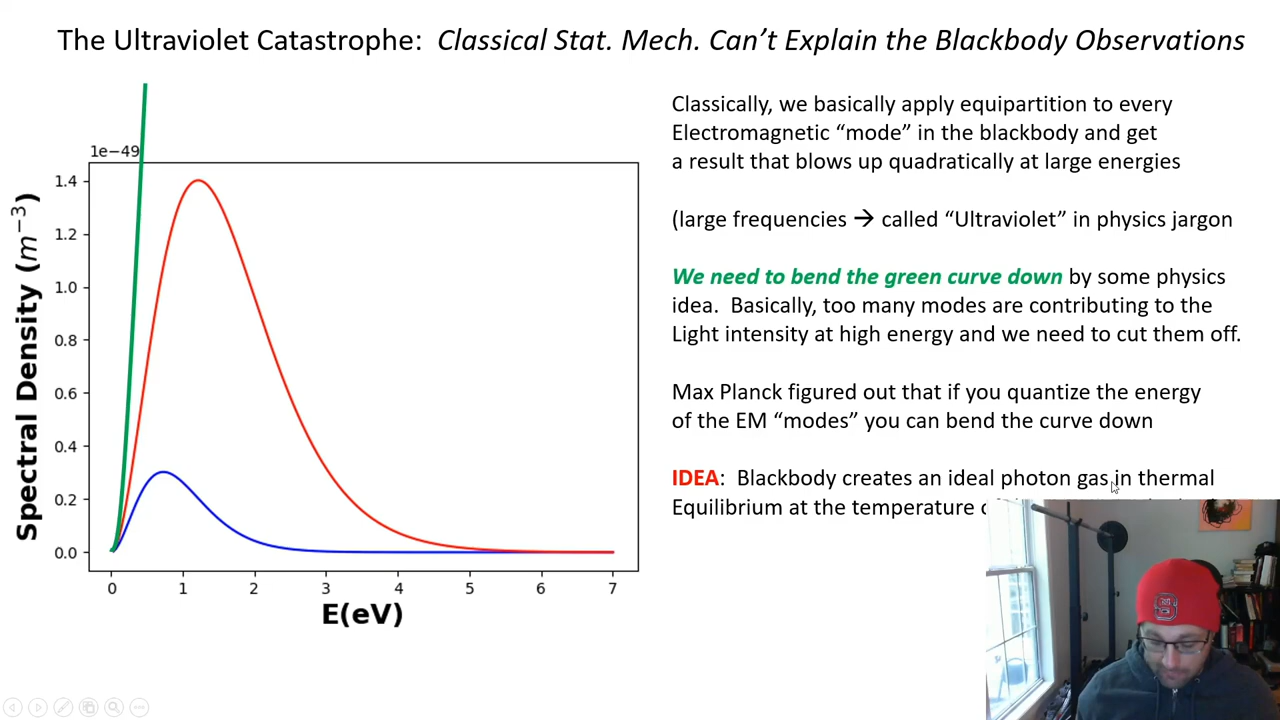 The Ultraviolet Catastrophe: Classical Stat. Mech. Can’t Explain the Blackbody Observations
Classically, we basically apply equipartition to every
Electromagnetic “mode” in the blackbody and get
a result that blows up quadratically at large energies
(large frequencies → called “Ultraviolet” in physics jargon
We need to bend the green curve down by some physics
idea. Basically, too many modes are contributing to the
Light intensity at high energy and we need to cut them off.
Max Planck figured out that if you quantize the energy
of the EM “modes” you can bend the curve down
IDEA: Blackbody creates an ideal photon gas in thermal
Equilibrium at the temperature
1e−49
Spectral Density (m⁻³)
1.4
1.2
1.0
0.8
0.6
0.4
0.2
0.0
0 1 2 3 4 5 6 7
E(eV)
S